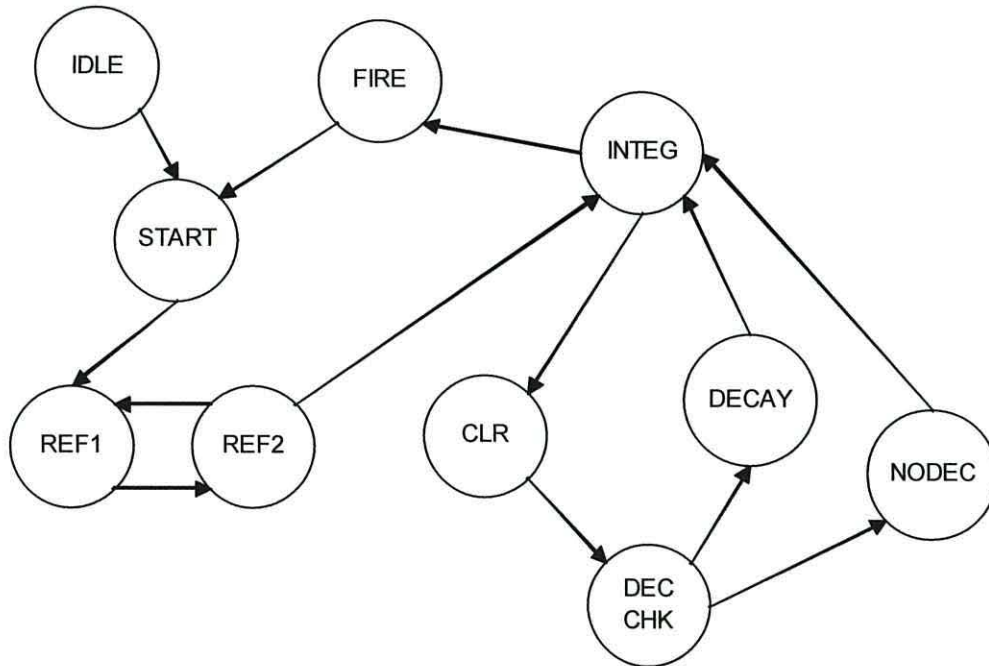 IDLE
FIRE
INTEG
START
DECAY
CLR
REF1
REF2
NODEC
DEC
CHK